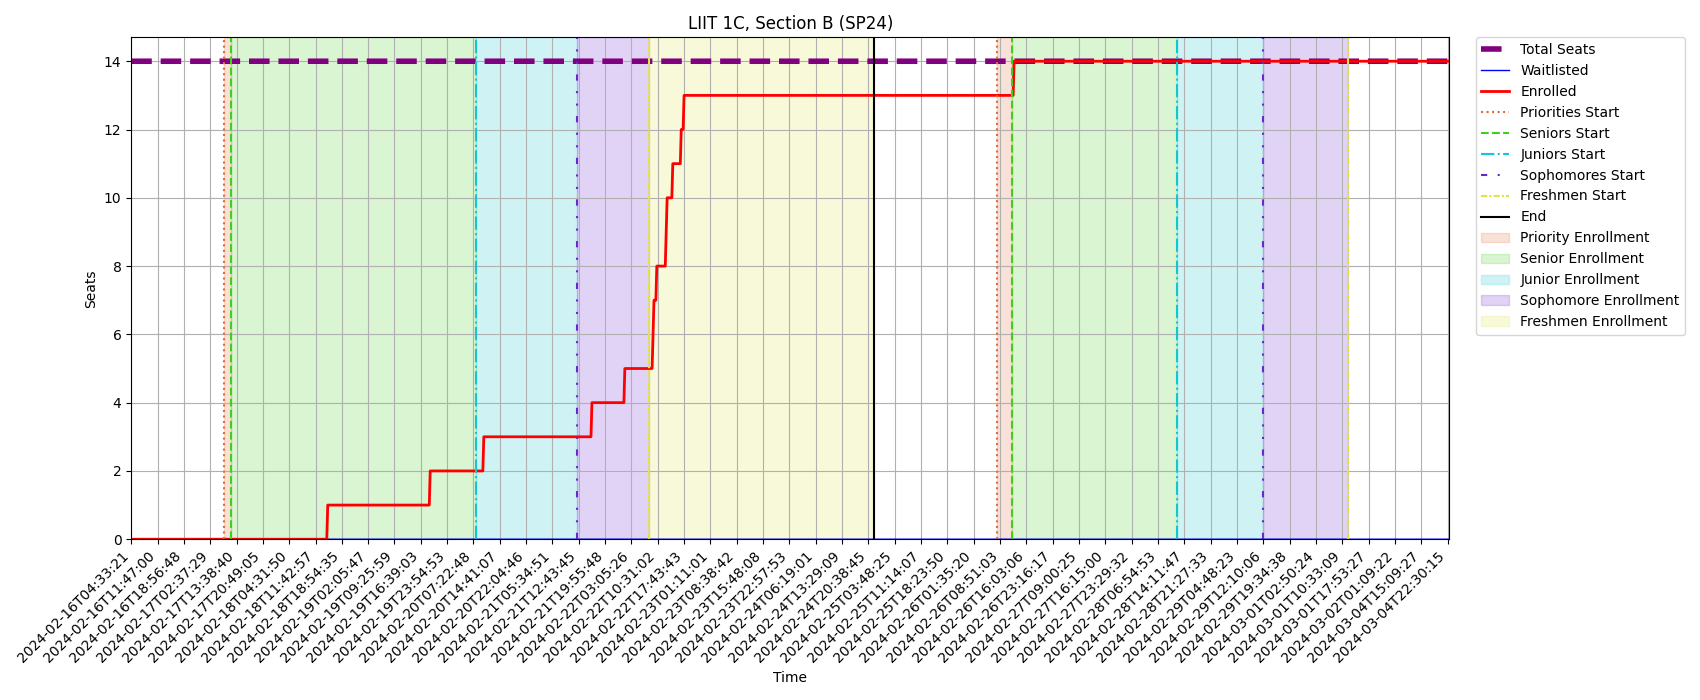 LIIT 1C, Section B (SP24)
Seats
14
12
10
8
6
4
2
0
2024-02-16T04:33:21
2024-02-16T11:47:00
2024-02-16T18:56:48
2024-02-17T02:37:29
2024-02-17T13:38:40
2024-02-17T20:49:05
2024-02-18T04:31:50
2024-02-18T11:42:57
2024-02-18T18:54:35
2024-02-19T02:05:47
2024-02-19T09:25:59
2024-02-19T16:39:03
2024-02-19T23:54:53
2024-02-20T07:22:48
2024-02-20T14:41:07
2024-02-20T22:04:46
2024-02-21T05:34:51
2024-02-21T12:43:45
2024-02-21T19:55:48
2024-02-22T03:05:26
2024-02-22T10:31:02
2024-02-22T17:43:43
2024-02-23T01:11:01
2024-02-23T08:38:42
2024-02-23T15:48:08
2024-02-23T22:57:53
2024-02-24T06:19:01
2024-02-24T13:29:09
2024-02-24T20:38:45
2024-02-25T03:48:25
2024-02-25T11:14:07
2024-02-25T18:23:50
2024-02-26T01:35:20
2024-02-26T08:51:03
2024-02-26T16:03:06
2024-02-26T23:16:17
2024-02-27T09:00:25
2024-02-27T16:15:00
2024-02-27T23:29:32
2024-02-28T06:54:53
2024-02-28T14:11:47
2024-02-28T21:27:33
2024-02-29T04:48:23
2024-02-29T12:10:06
2024-02-29T19:34:38
2024-03-01T02:50:24
2024-03-01T10:33:09
2024-03-01T17:53:27
2024-03-02T01:09:22
2024-03-04T15:09:27
2024-03-04T22:30:15
Time
Total Seats
Waitlisted
Enrolled
Priorities Start
Seniors Start
Juniors Start
Sophomores Start
Freshmen Start
End
Priority Enrollment
Senior Enrollment
Junior Enrollment
Sophomore Enrollment
Freshmen Enrollment